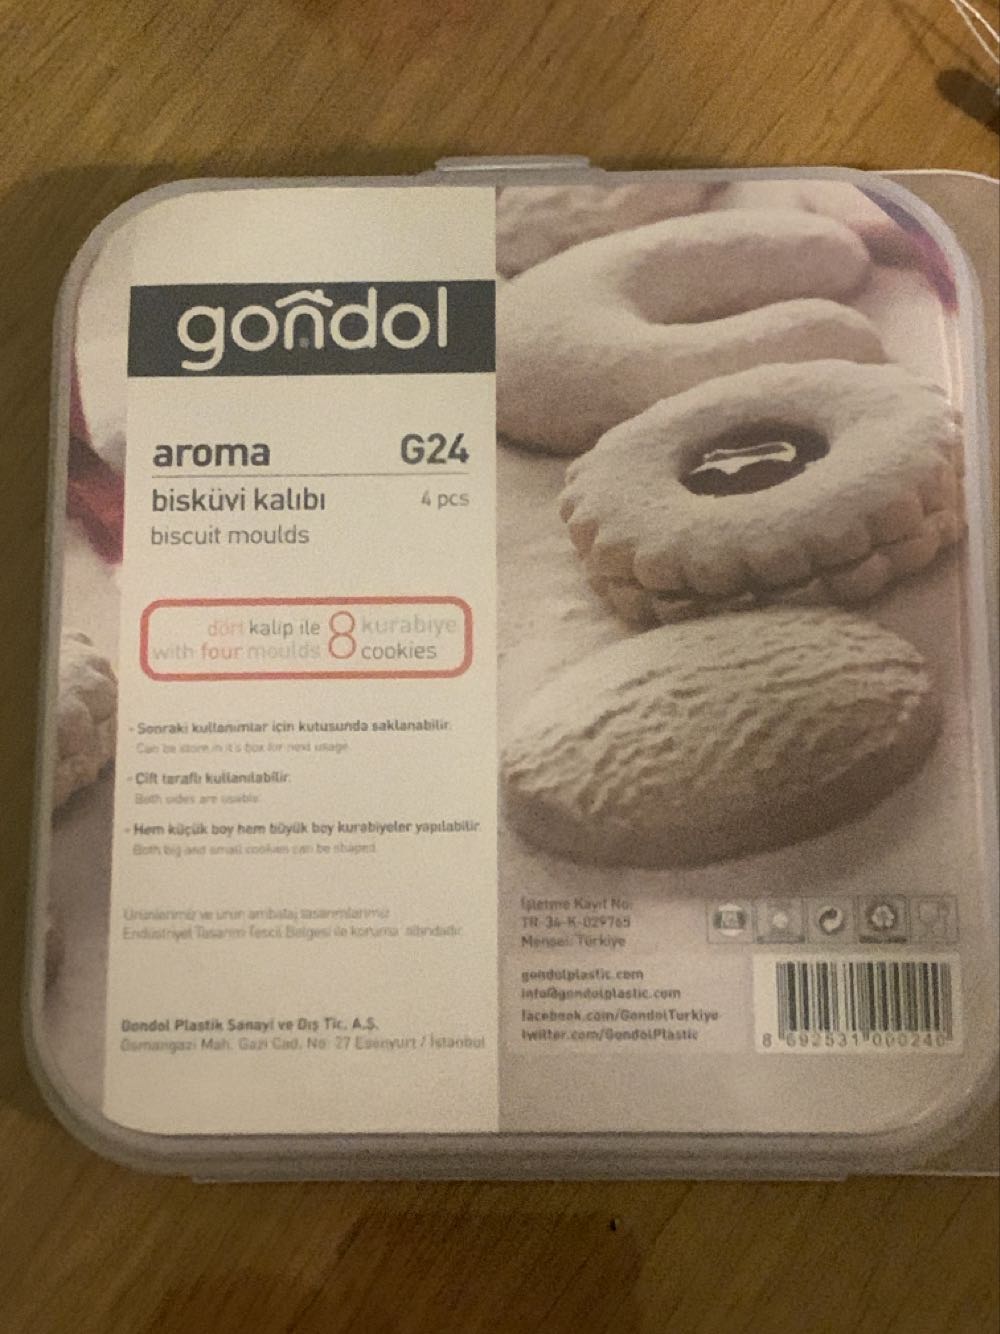 gondol
aroma G24
bisküvi kalıbı 4 pcs
biscuit moulds
dört kalıp ile 8 kurabiye
with four moulds cookies
- Sonraki kullanımlar için kutusunda saklanabilir.
Can be store in it's box for next usage.
- Çift taraflı kullanılabilir.
Both sides are usable.
- Hem küçük boy hem büyük boy kurabiyeler yapılabilir.
Both big and small cookies can be shaped.
Ürünlerimiz ve ürün ambalaj tasarımlarımız
Endüstriyel Tasarım Tescil Belgesi ile koruma altındadır.
Gondol Plastik Sanayi ve Dış Tic. A.Ş.
Osmangazi Mah. Gazi Cad. No: 27 Esenyurt / İstanbul
İşletme Kayıt No:
TR-34-K-029765
Menşei: Türkiye
gondolplastic.com
info@gondolplastic.com
facebook.com/GondolTurkiye
twitter.com/GondolPlastic
8 692531 000240